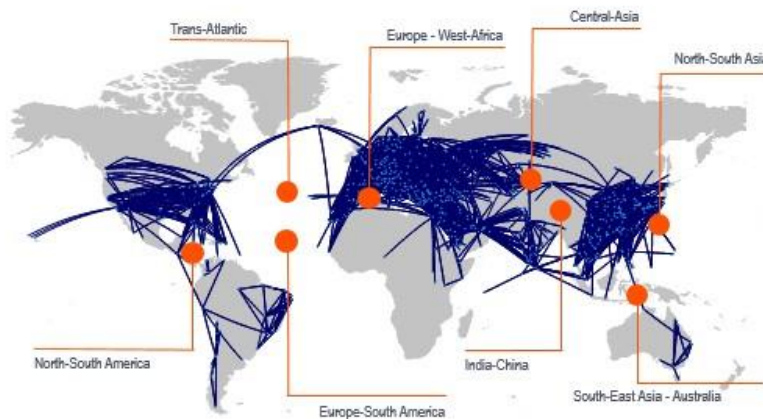 Trans-Atlantic
Europe - West-Africa
Central-Asia
North-South Asia
North-South America
Europe-South America
India-China
South-East Asia - Australia